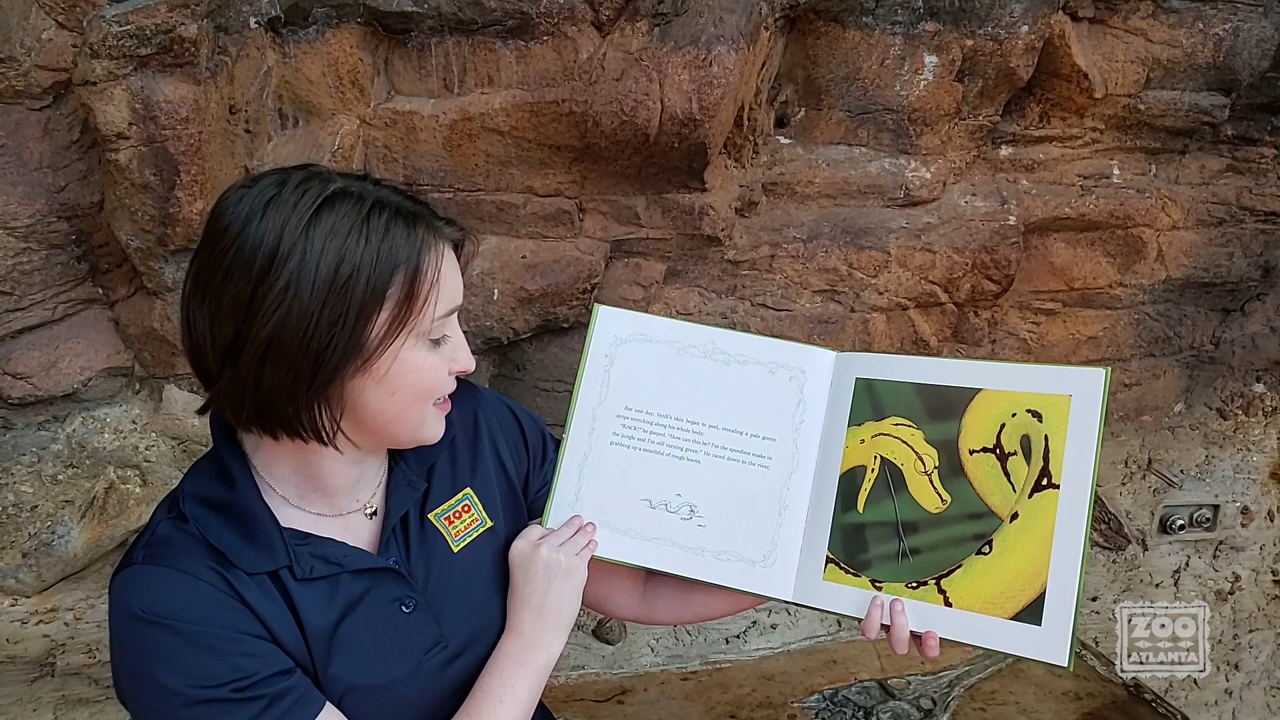 But one day, Verdi's skin began to peel, revealing a pale green
stripe stretching along his whole body.
"RACK!" he gasped. "How can this be? I'm the speediest snake in
the jungle and I'm still turning green." He raced down to the river,
grabbing up a mouthful of rough leaves.
ZOO
ATLANTA
ZOO
ATLANTA